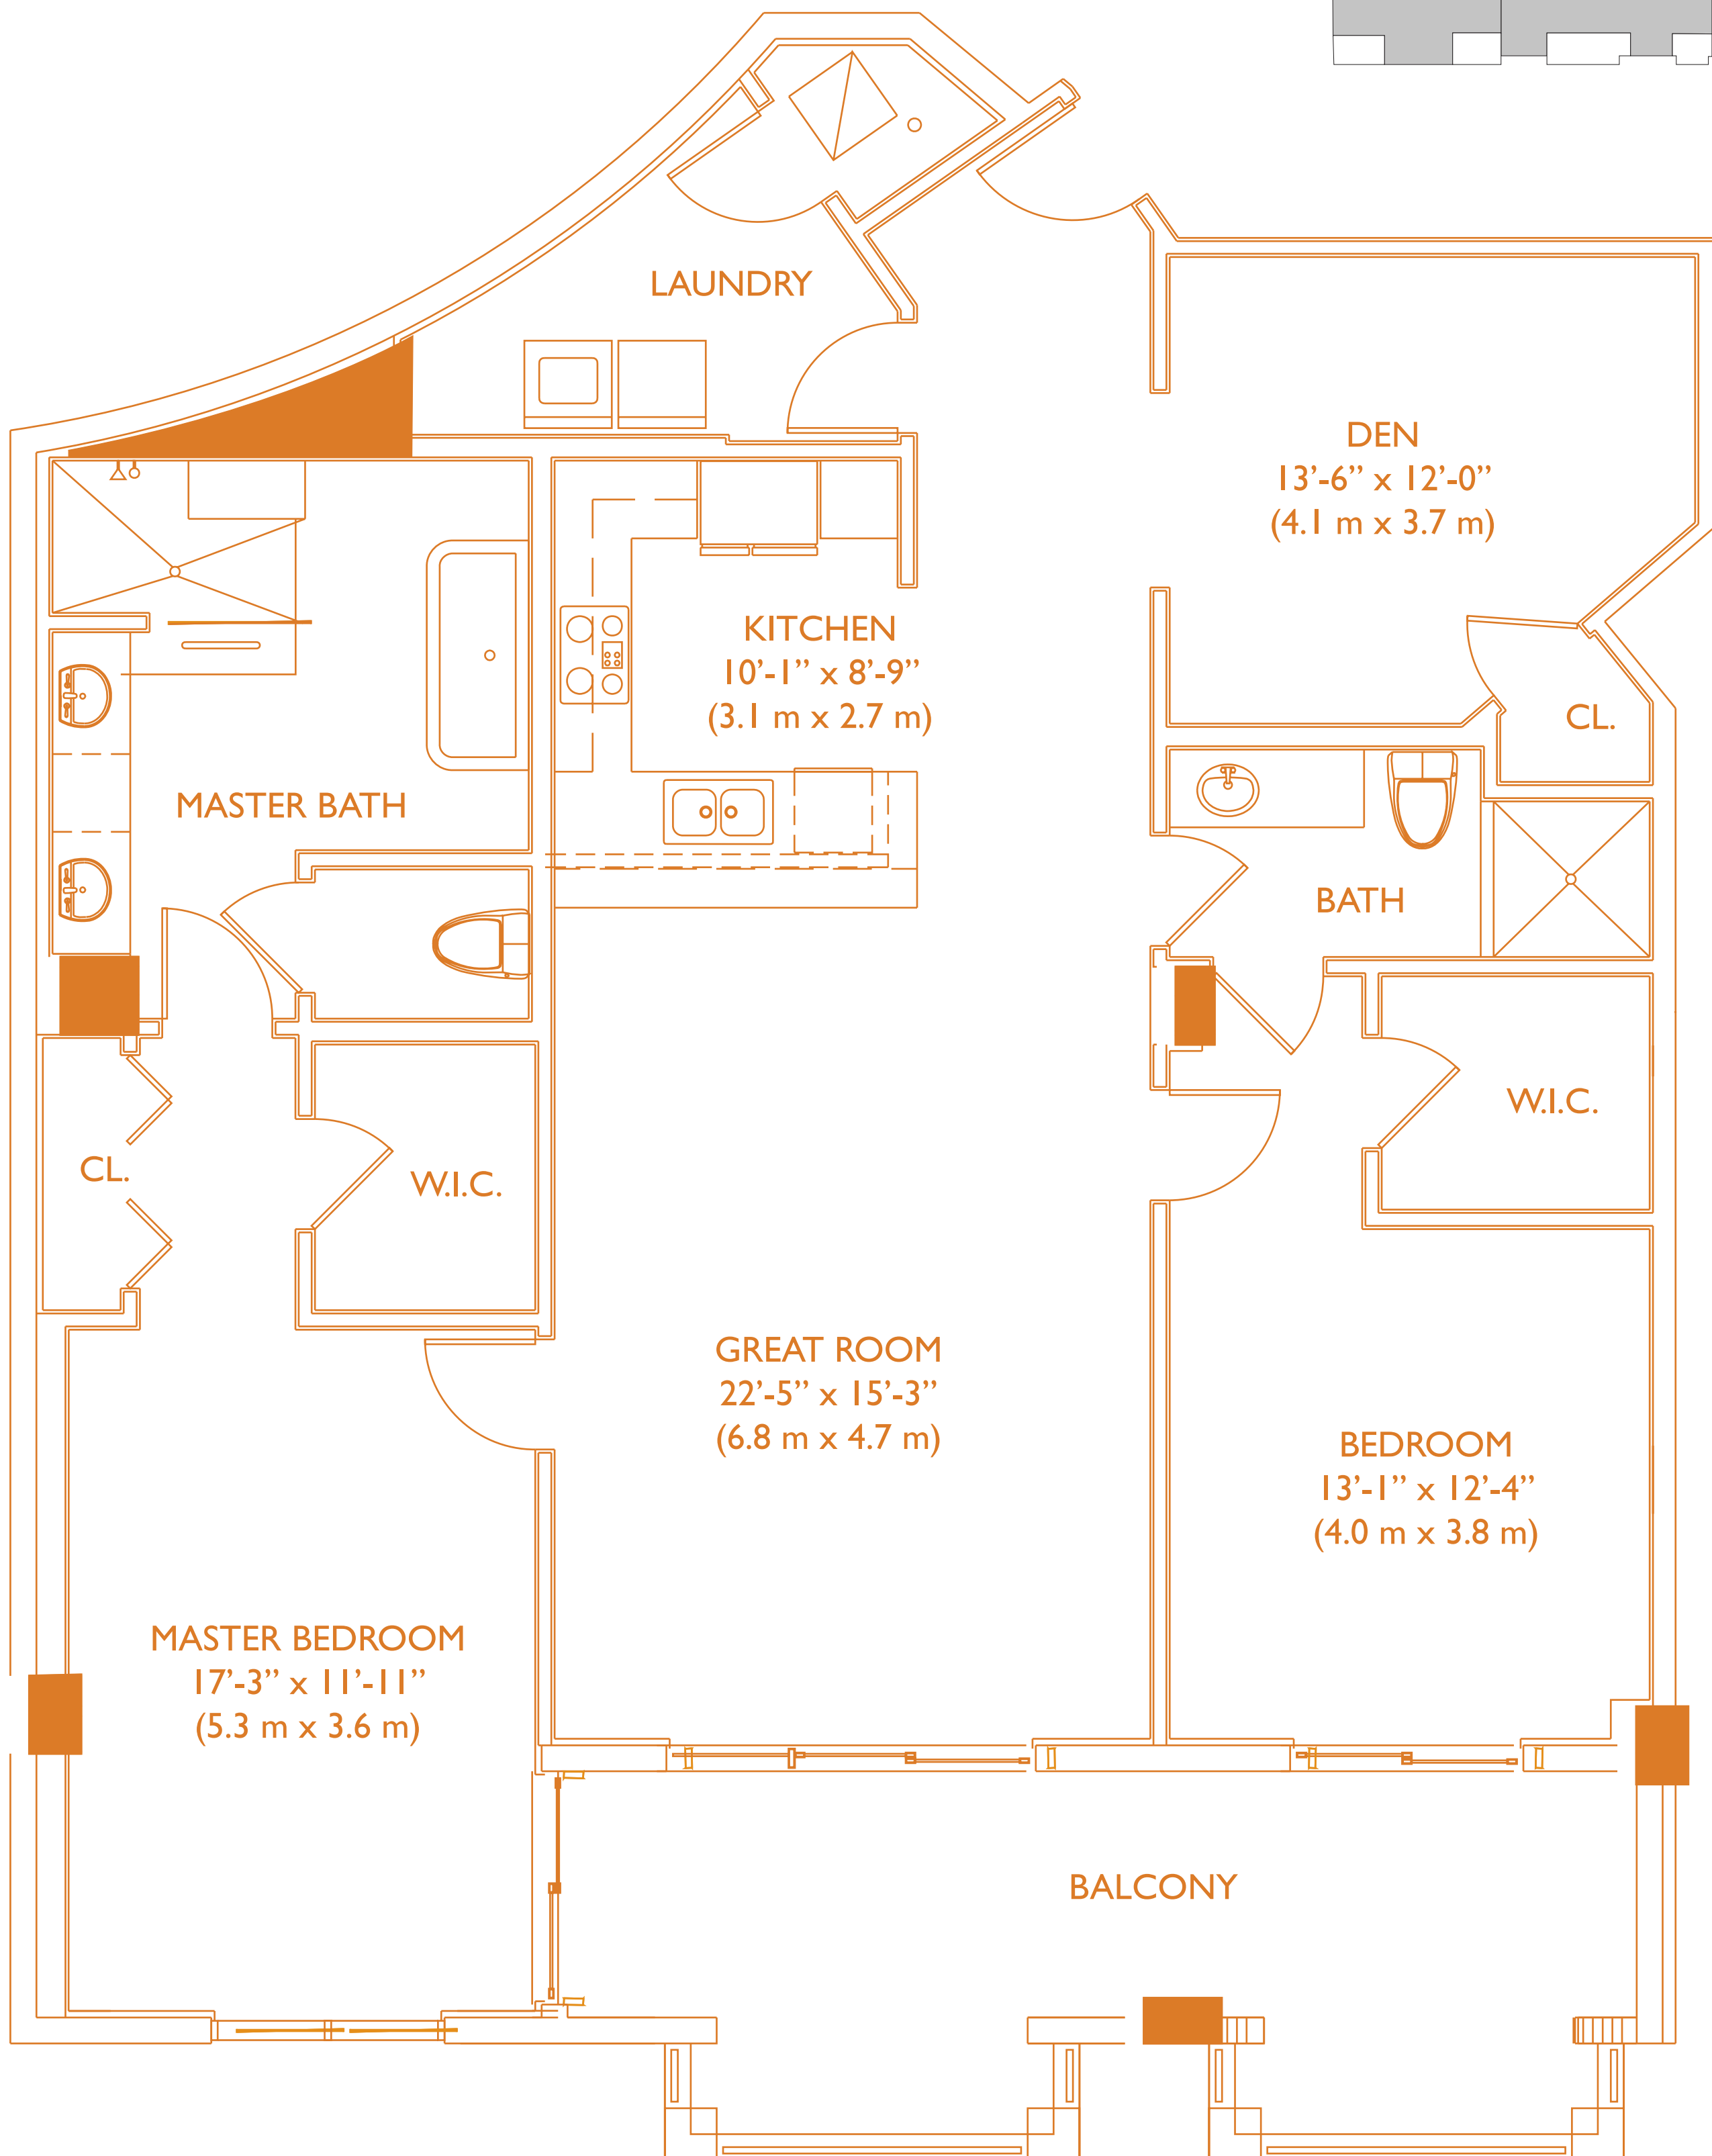 LAUNDRY
DEN
13’-6” x 12’-0”
(4.1 m x 3.7 m)
KITCHEN
10’-1” x 8’-9”
(3.1 m x 2.7 m)
CL.
MASTER BATH
BATH
W.I.C.
CL.
W.I.C.
GREAT ROOM
22’-5” x 15’-3”
(6.8 m x 4.7 m)
BEDROOM
13’-1” x 12’-4”
(4.0 m x 3.8 m)
MASTER BEDROOM
17’-3” x 11’-11”
(5.3 m x 3.6 m)
BALCONY